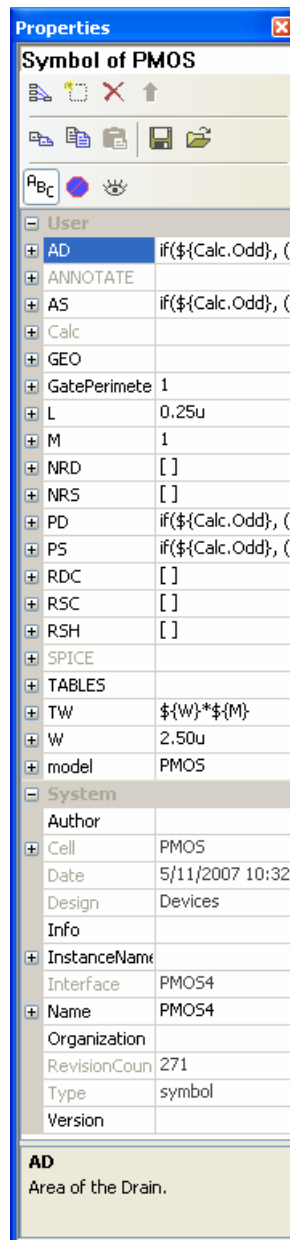 Properties
Symbol of PMOS
ABC
User
AD if(${Calc.Odd}, (
ANNOTATE
AS if(${Calc.Odd}, (
Calc
GEO
GatePerimete 1
L 0.25u
M 1
NRD [ ]
NRS [ ]
PD if(${Calc.Odd}, (
PS if(${Calc.Odd}, (
RDC [ ]
RSC [ ]
RSH [ ]
SPICE
TABLES
TW ${W}*${M}
W 2.50u
model PMOS
System
Author
Cell PMOS
Date 5/11/2007 10:32
Design Devices
Info
InstanceName
Interface PMOS4
Name PMOS4
Organization
RevisionCoun 271
Type symbol
Version
AD
Area of the Drain.